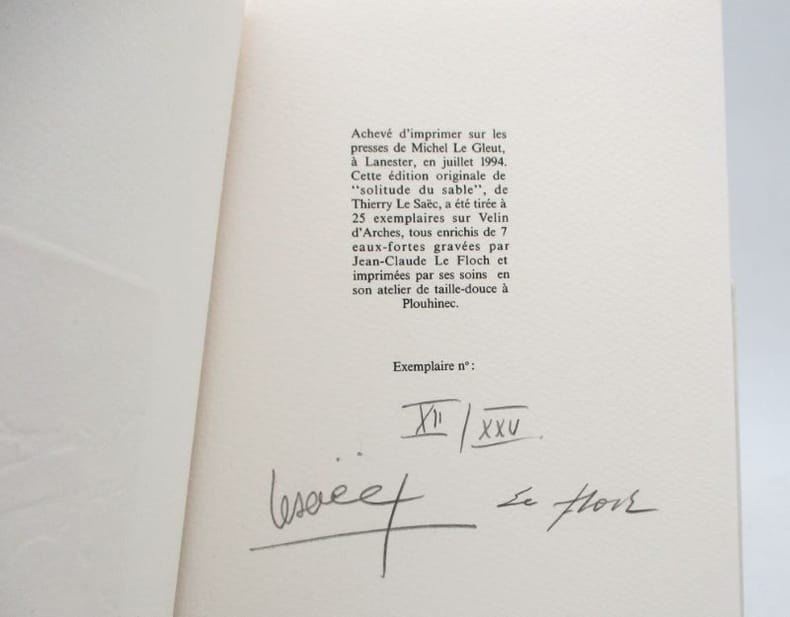 Achevé d'imprimer sur les
presses de Michel Le Gleut,
à Lanester, en juillet 1994.
Cette édition originale de
"solitude du sable", de
Thierry Le Saëc, a été tirée à
25 exemplaires sur Velin
d'Arches, tous enrichis de 7
eaux-fortes gravées par
Jean-Claude Le Floch et
imprimées par ses soins en
son atelier de taille-douce à
Plouhinec.
Exemplaire nº :
XII/XXV.
lesaëc Le Floch